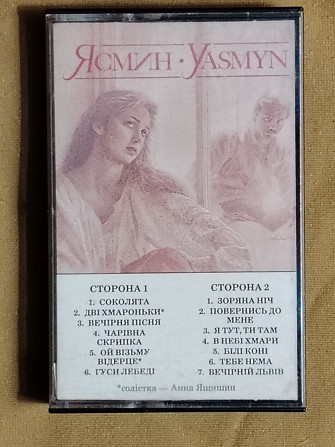 ЯСМИН · YASMYN
СТОРОНА 1
1. СОКОЛЯТА
2. ДВІ ХМАРОНЬКИ*
3. ВЕЧІРНЯ ПІСНЯ
4. ЧАРІВНА
СКРИПКА
5. ОЙ ВІЗЬМУ
ВІДЕРЦЕ*
6. ГУСИ ЛЕБЕДІ
СТОРОНА 2
1. ЗОРЯНА НІЧ
2. ПОВЕРНИСЬ ДО
МЕНЕ
3. Я ТУТ, ТИ ТАМ
4. В НЕБІ ХМАРИ
5. БІЛІ КОНІ
6. ТЕБЕ НЕМА
7. ВЕЧІРНІЙ ЛЬВІВ
*солістка — Анна Яцишин